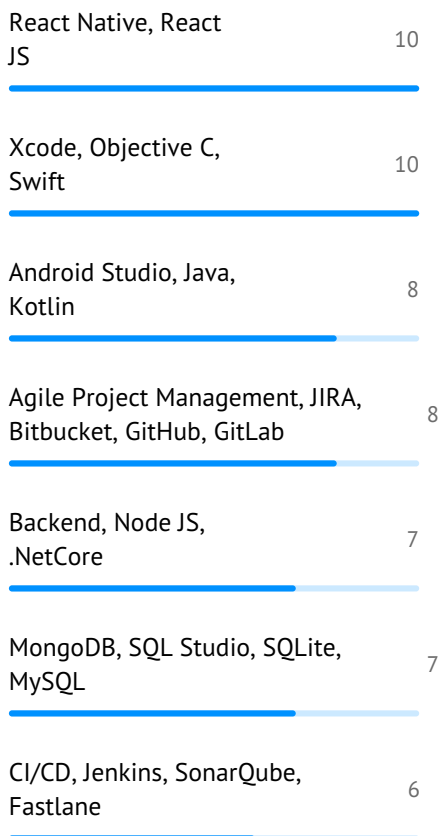 React Native, React
JS
10
Xcode, Objective C,
Swift
10
Android Studio, Java,
Kotlin
8
Agile Project Management, JIRA,
Bitbucket, GitHub, GitLab
8
Backend, Node JS,
.NetCore
7
MongoDB, SQL Studio, SQLite,
MySQL
7
CI/CD, Jenkins, SonarQube,
Fastlane
6